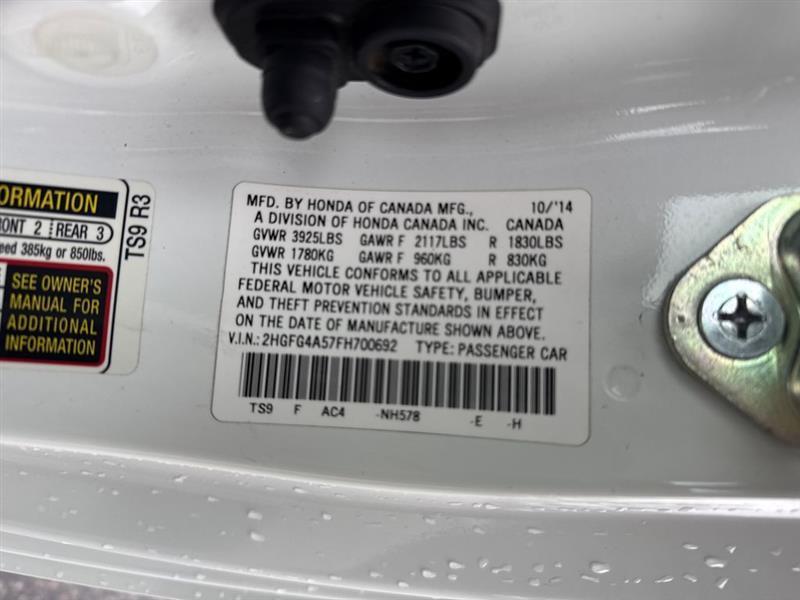 ORMATION
RONT 2 REAR 3
eed 385kg or 850lbs.
SEE OWNER'S
MANUAL FOR
ADDITIONAL
INFORMATION
TS9 R3
MFD. BY HONDA OF CANADA MFG., 10/'14
A DIVISION OF HONDA CANADA INC. CANADA
GVWR 3925LBS GAWR F 2117LBS R 1830LBS
GVWR 1780KG GAWR F 960KG R 830KG
THIS VEHICLE CONFORMS TO ALL APPLICABLE
FEDERAL MOTOR VEHICLE SAFETY, BUMPER,
AND THEFT PREVENTION STANDARDS IN EFFECT
ON THE DATE OF MANUFACTURE SHOWN ABOVE.
V.I.N.: 2HGFG4A57FH700692 TYPE: PASSENGER CAR
TS9 F AC4 -NH578 -E -H